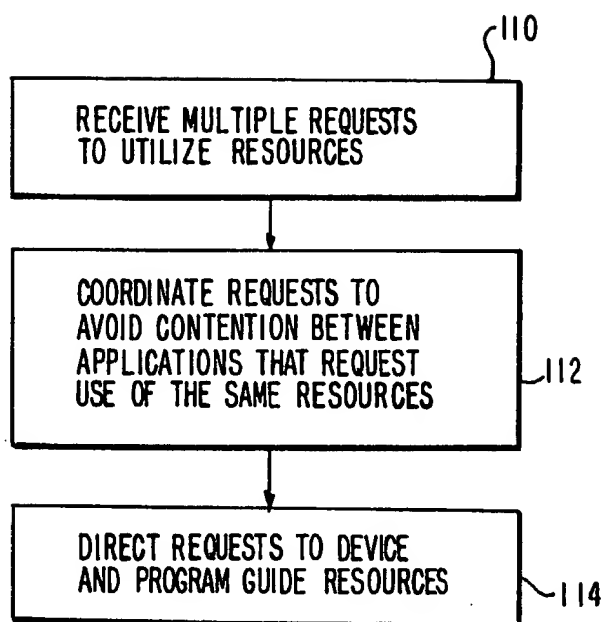 110
RECEIVE MULTIPLE REQUESTS
TO UTILIZE RESOURCES
COORDINATE REQUESTS TO
AVOID CONTENTION BETWEEN
APPLICATIONS THAT REQUEST
USE OF THE SAME RESOURCES
112
DIRECT REQUESTS TO DEVICE
AND PROGRAM GUIDE RESOURCES
114